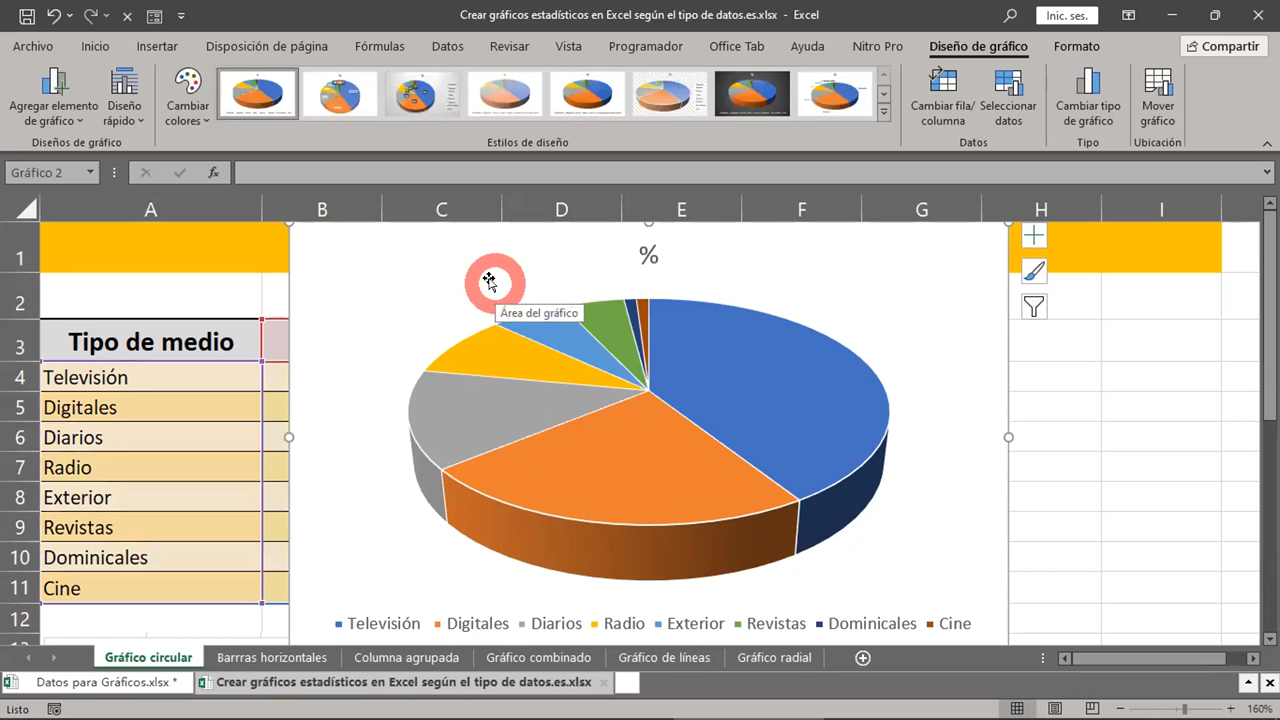 Crear gráficos estadísticos en Excel según el tipo de datos.es.xlsx - Excel
Inic. ses.
Archivo Inicio Insertar Disposición de página Fórmulas Datos Revisar Vista Programador Office Tab Ayuda Nitro Pro Diseño de gráfico Formato Compartir
Agregar elemento de gráfico
Diseño rápido
Cambiar colores
Cambiar fila/ columna
Seleccionar datos
Cambiar tipo de gráfico
Mover gráfico
Diseños de gráfico Estilos de diseño Datos Tipo Ubicación
Gráfico 2 fx
A B C D E F G H I
1
%
2
Área del gráfico
3 Tipo de medio
4 Televisión
5 Digitales
6 Diarios
7 Radio
8 Exterior
9 Revistas
10 Dominicales
11 Cine
12
Televisión Digitales Diarios Radio Exterior Revistas Dominicales Cine
Gráfico circular Barrras horizontales Columna agrupada Gráfico combinado Gráfico de líneas Gráfico radial
Datos para Gráficos.xlsx * Crear gráficos estadísticos en Excel según el tipo de datos.es.xlsx
Listo 160%